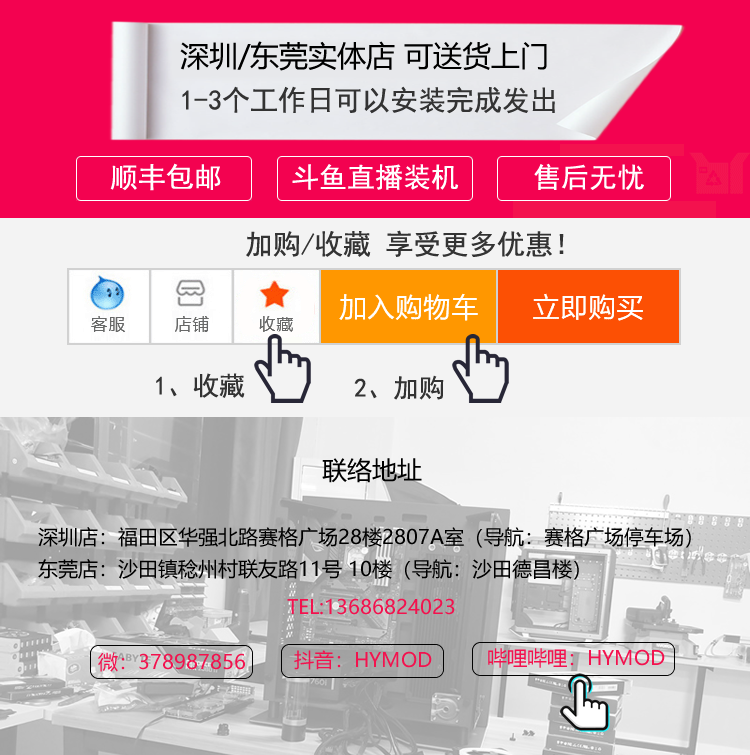 深圳/东莞实体店 可送货上门
1-3个工作日可以安装完成发出
顺丰包邮 斗鱼直播装机 售后无忧
加购/收藏 享受更多优惠!
客服 店铺 收藏 加入购物车 立即购买
1、收藏 2、加购
联络地址
深圳店：福田区华强北路赛格广场28楼2807A室（导航：赛格广场停车场）
东莞店：沙田镇稔州村联友路11号 10楼（导航：沙田德昌楼）
TEL:13686824023
微：378987856 抖音：HYMOD 哔哩哔哩：HYMOD